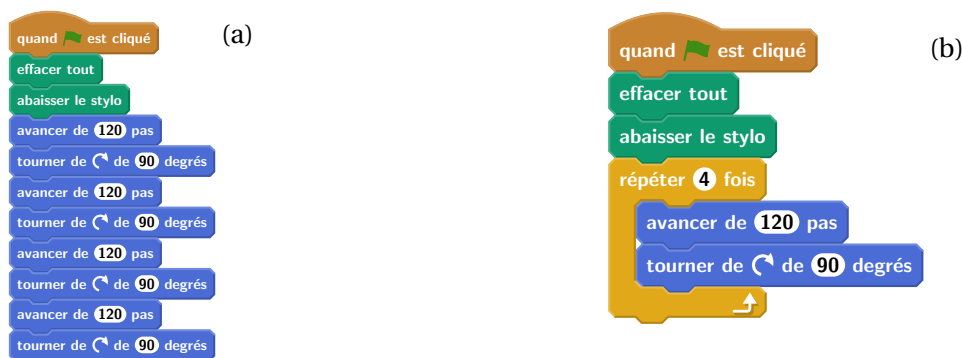 quand est cliqué
(a)
effacer tout
abaisser le stylo
avancer de 120 pas
tourner de de 90 degrés
avancer de 120 pas
tourner de de 90 degrés
avancer de 120 pas
tourner de de 90 degrés
avancer de 120 pas
tourner de de 90 degrés
quand est cliqué
(b)
effacer tout
abaisser le stylo
répéter 4 fois
avancer de 120 pas
tourner de de 90 degrés